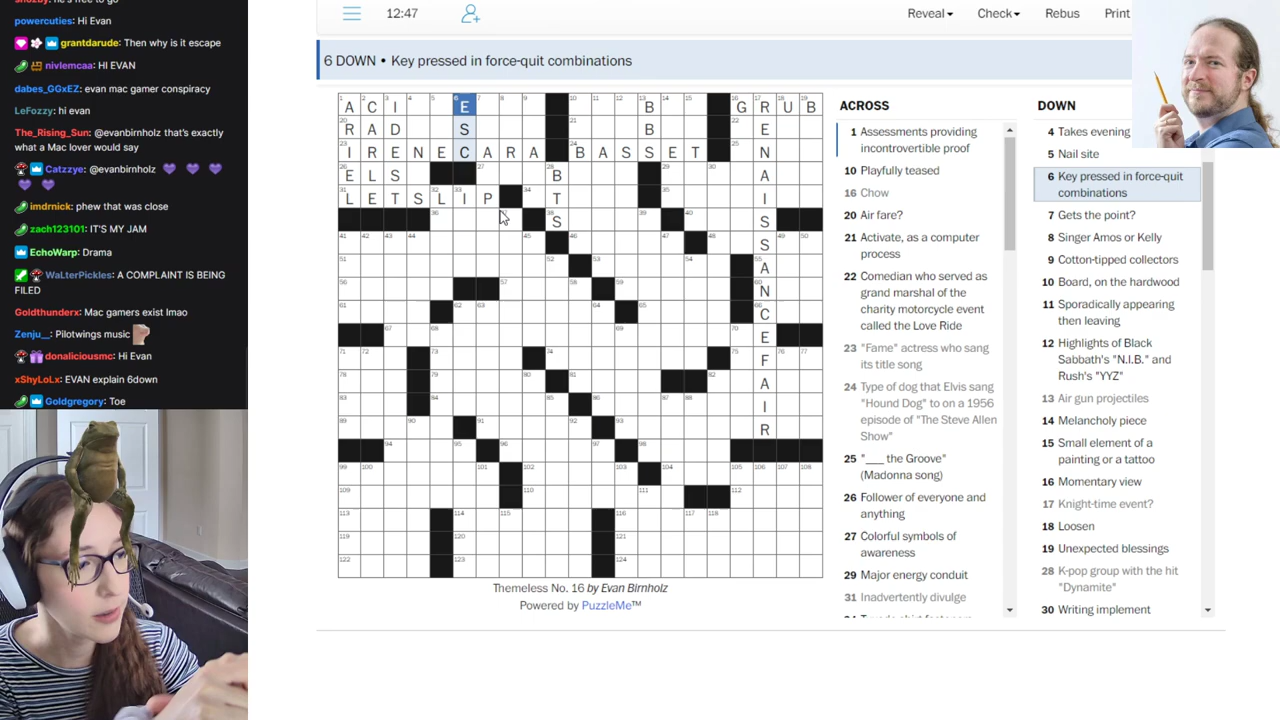 snozby: he's free to go
powercuties: Hi Evan
grantdarude: Then why is it escape
nivlemcaa: HI EVAN
dabes_GGxEZ: evan mac gamer conspiracy
LeFozzy: hi evan
The_Rising_Sun: @evanbirnholz that's exactly
what a Mac lover would say
Catzzye: @evanbirnholz
imdrnick: phew that was close
zach123101: IT'S MY JAM
EchoWarp: Drama
WaLterPickles: A COMPLAINT IS BEING
FILED
Goldthunderx: Mac gamers exist lmao
Zenju__: Pilotwings music
donaliciousmc: Hi Evan
xShyLoLx: EVAN explain 6down
Goldgregory: Toe
12:47
Reveal
Check
Rebus
Print
6 DOWN • Key pressed in force-quit combinations
A C I E B G R U B
R A D S B E
I R E N E C A R A B A S S E T N
E L S B A
L E T S L I P T I
S S
S
A
N
C
E
F
A
I
R
Themeless No. 16 by Evan Birnholz
Powered by PuzzleMe™
ACROSS
1 Assessments providing
incontrovertible proof
10 Playfully teased
16 Chow
20 Air fare?
21 Activate, as a computer
process
22 Comedian who served as
grand marshal of the
charity motorcycle event
called the Love Ride
23 "Fame" actress who sang
its title song
24 Type of dog that Elvis sang
"Hound Dog" to on a 1956
episode of "The Steve Allen
Show"
25 "___ the Groove"
(Madonna song)
26 Follower of everyone and
anything
27 Colorful symbols of
awareness
29 Major energy conduit
31 Inadvertently divulge
DOWN
4 Takes evening
5 Nail site
6 Key pressed in force-quit
combinations
7 Gets the point?
8 Singer Amos or Kelly
9 Cotton-tipped collectors
10 Board, on the hardwood
11 Sporadically appearing
then leaving
12 Highlights of Black
Sabbath's "N.I.B." and
Rush's "YYZ"
13 Air gun projectiles
14 Melancholy piece
15 Small element of a
painting or a tattoo
16 Momentary view
17 Knight-time event?
18 Loosen
19 Unexpected blessings
28 K-pop group with the hit
"Dynamite"
30 Writing implement